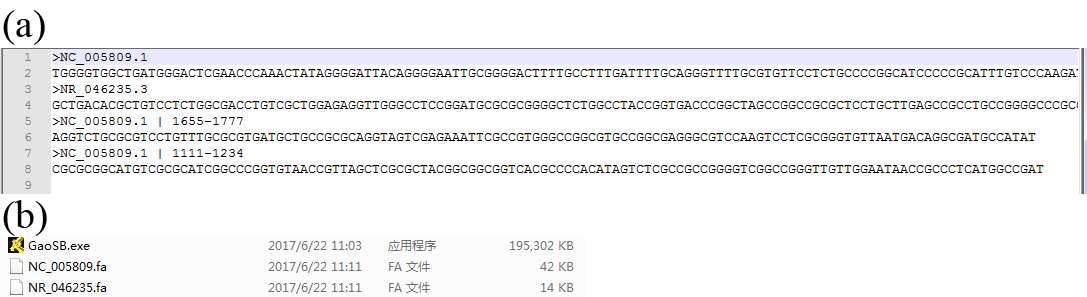 (a)
1 >NC_005809.1
2 TGGGGTGGCTGATGGGACTCGAACCCAAACTATAGGGGATTACAGGGGAATTGCGGGGACTTTTGCCTTTGATTTTGCAGGGTTTTGCGTGTTCCTCTGCCCCGGCATCCCCCGCATTTGTCCCAAGA
3 >NR_046235.3
4 GCTGACACGCTGTCCTCTGGCGACCTGTCGCTGGAGAGGTTGGGCCTCCGGATGCGCGCGGGGCTCTGGCCTACCGGTGACCCGGCTAGCCGGCCGCGCTCCTGCTTGAGCCGCCTGCCGGGGCCCGC
5 >NC_005809.1 | 1655-1777
6 AGGTCTGCGCGTCCTGTTTGCGCGTGATGCTGCCGCGCAGGTAGTCGAGAAATTCGCCGTGGGCCGGCGTGCCGGCGAGGGCGTCCAAGTCCTCGCGGGTGTTAATGACAGGCGATGCCATAT
7 >NC_005809.1 | 1111-1234
8 CGCGCGGCATGTCGCGCATCGGCCCGGTGTAACCGTTAGCTCGCGCTACGGCGGCGGTCACGCCCCACATAGTCTCGCCGCCGGGGTCGGCCGGGTTGTTGGAATAACCGCCCTCATGGCCGAT
9
(b)
GaoSB.exe 2017/6/22 11:03 应用程序 195,302 KB
NC_005809.fa 2017/6/22 11:11 FA 文件 42 KB
NR_046235.fa 2017/6/22 11:11 FA 文件 14 KB